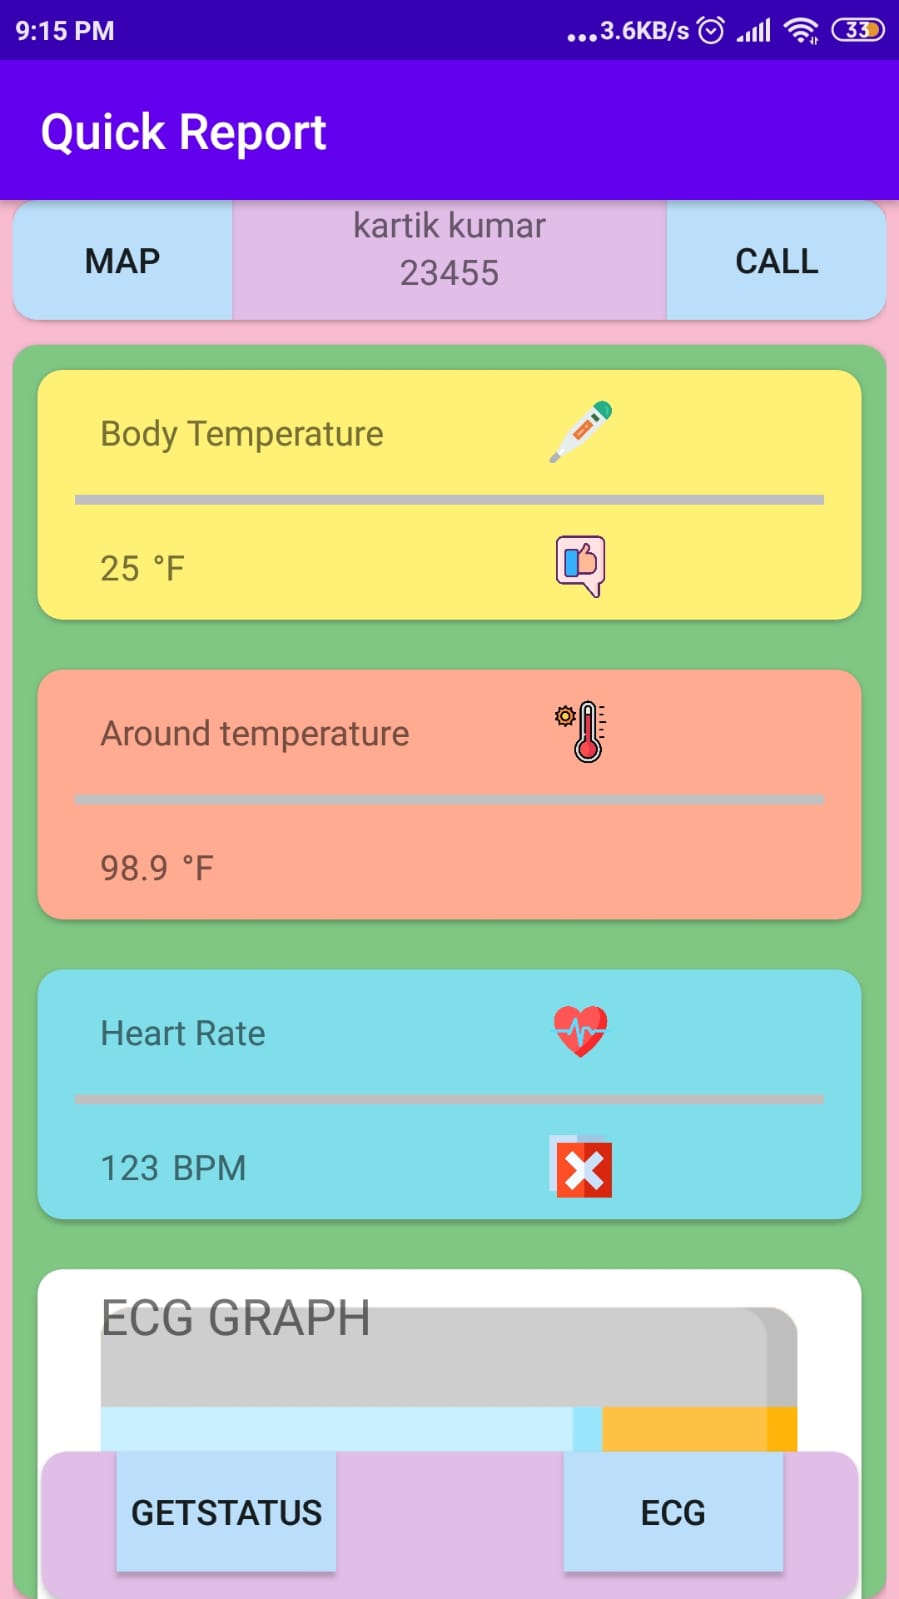 9:15 PM
...3.6KB/s
33
Quick Report
MAP
kartik kumar
23455
CALL
Body Temperature
25 °F
Around temperature
98.9 °F
Heart Rate
123 BPM
ECG GRAPH
GETSTATUS
ECG